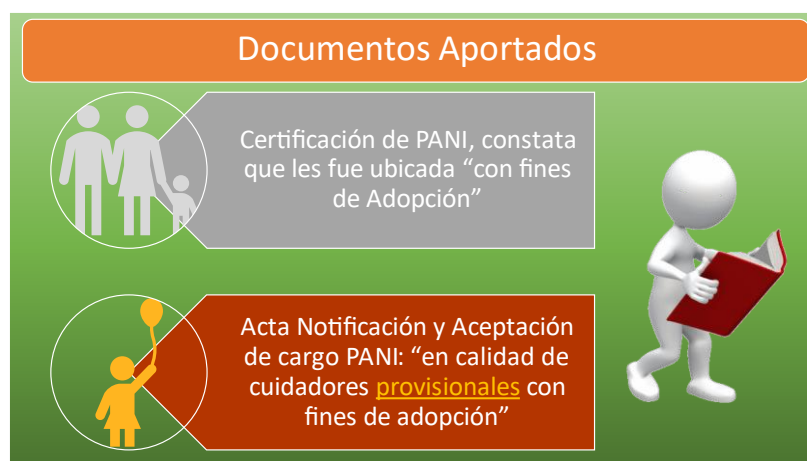 Documentos Aportados
Certificación de PANI, constata
que les fue ubicada “con fines
de Adopción”
Acta Notificación y Aceptación
de cargo PANI: “en calidad de
cuidadores provisionales con
fines de adopción”